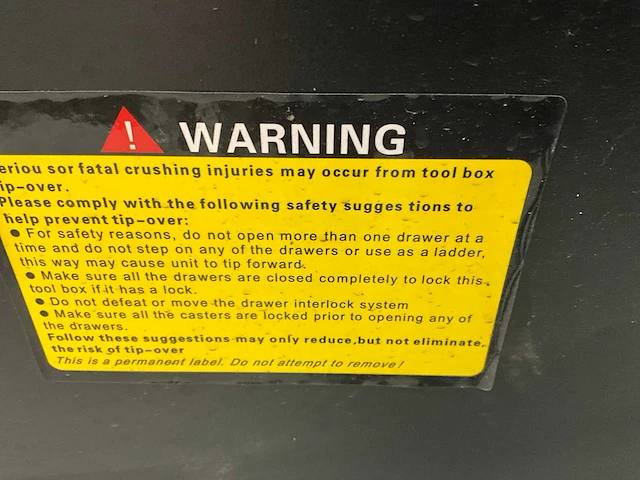 ! WARNING
eriou sor fatal crushing injuries may occur from tool box
ip-over.
Please comply with the following safety sugges tions to
help prevent tip-over:
● For safety reasons, do not open more than one drawer at a
time and do not step on any of the drawers or use as a ladder,
this way may cause unit to tip forward.
● Make sure all the drawers are closed completely to lock this
tool box if it has a lock.
● Do not defeat or move the drawer interlock system
● Make sure all the casters are locked prior to opening any of
the drawers.
Follow these suggestions may only reduce,but not eliminate,
the risk of tip-over
This is a permanent label. Do not attempt to remove!